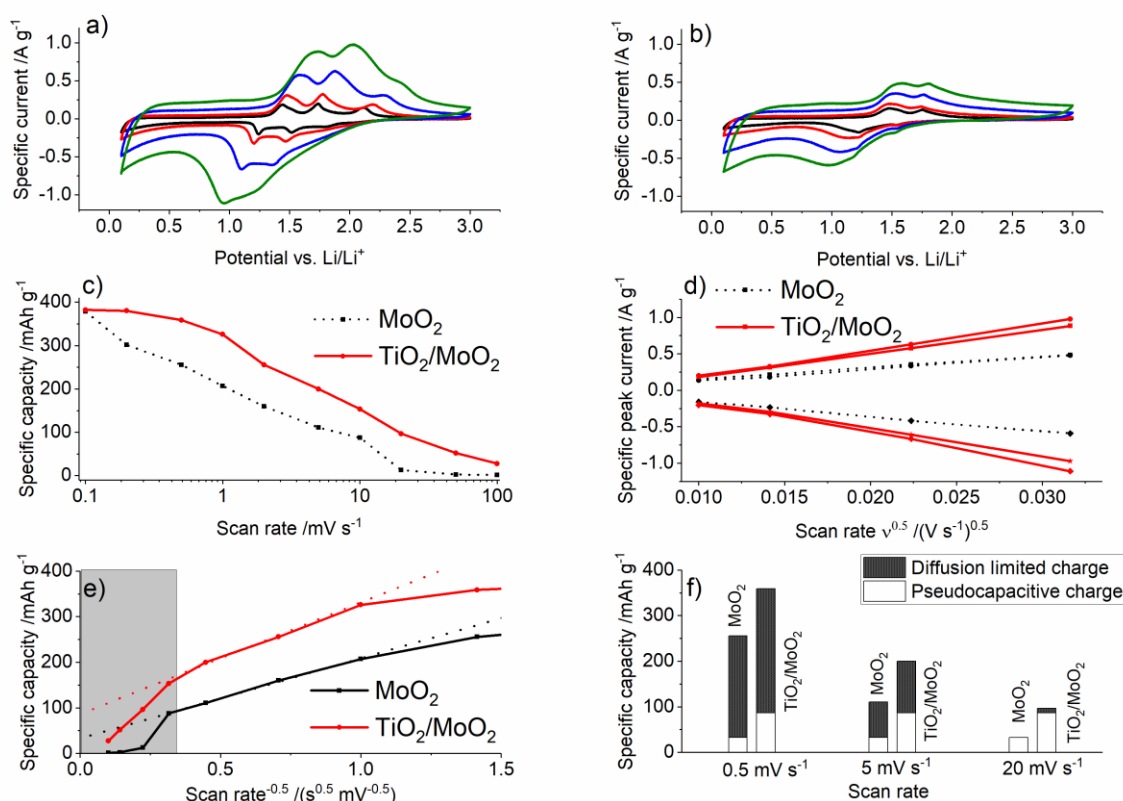 a)
Specific current /A g⁻¹
1.0
0.5
0.0
-0.5
-1.0
0.0 0.5 1.0 1.5 2.0 2.5 3.0
Potential vs. Li/Li⁺
b)
Specific current /A g⁻¹
1.0
0.5
0.0
-0.5
-1.0
0.0 0.5 1.0 1.5 2.0 2.5 3.0
Potential vs. Li/Li⁺
c)
Specific capacity /mAh g⁻¹
400
300
200
100
0
MoO₂
TiO₂/MoO₂
0.1 1 10 100
Scan rate /mV s⁻¹
d)
Specific peak current /A g⁻¹
1.0
0.5
0.0
-0.5
-1.0
MoO₂
TiO₂/MoO₂
0.010 0.015 0.020 0.025 0.030
Scan rate ν⁰·⁵ /(V s⁻¹)⁰·⁵
e)
Specific capacity /mAh g⁻¹
400
300
200
100
0
MoO₂
TiO₂/MoO₂
0.0 0.5 1.0 1.5
Scan rate⁻⁰·⁵ /(s⁰·⁵ mV⁻⁰·⁵)
f)
Diffusion limited charge
Pseudocapacitive charge
Specific capacity /mAh g⁻¹
400
300
200
100
0
MoO₂
TiO₂/MoO₂
MoO₂
TiO₂/MoO₂
MoO₂
TiO₂/MoO₂
0.5 mV s⁻¹ 5 mV s⁻¹ 20 mV s⁻¹
Scan rate